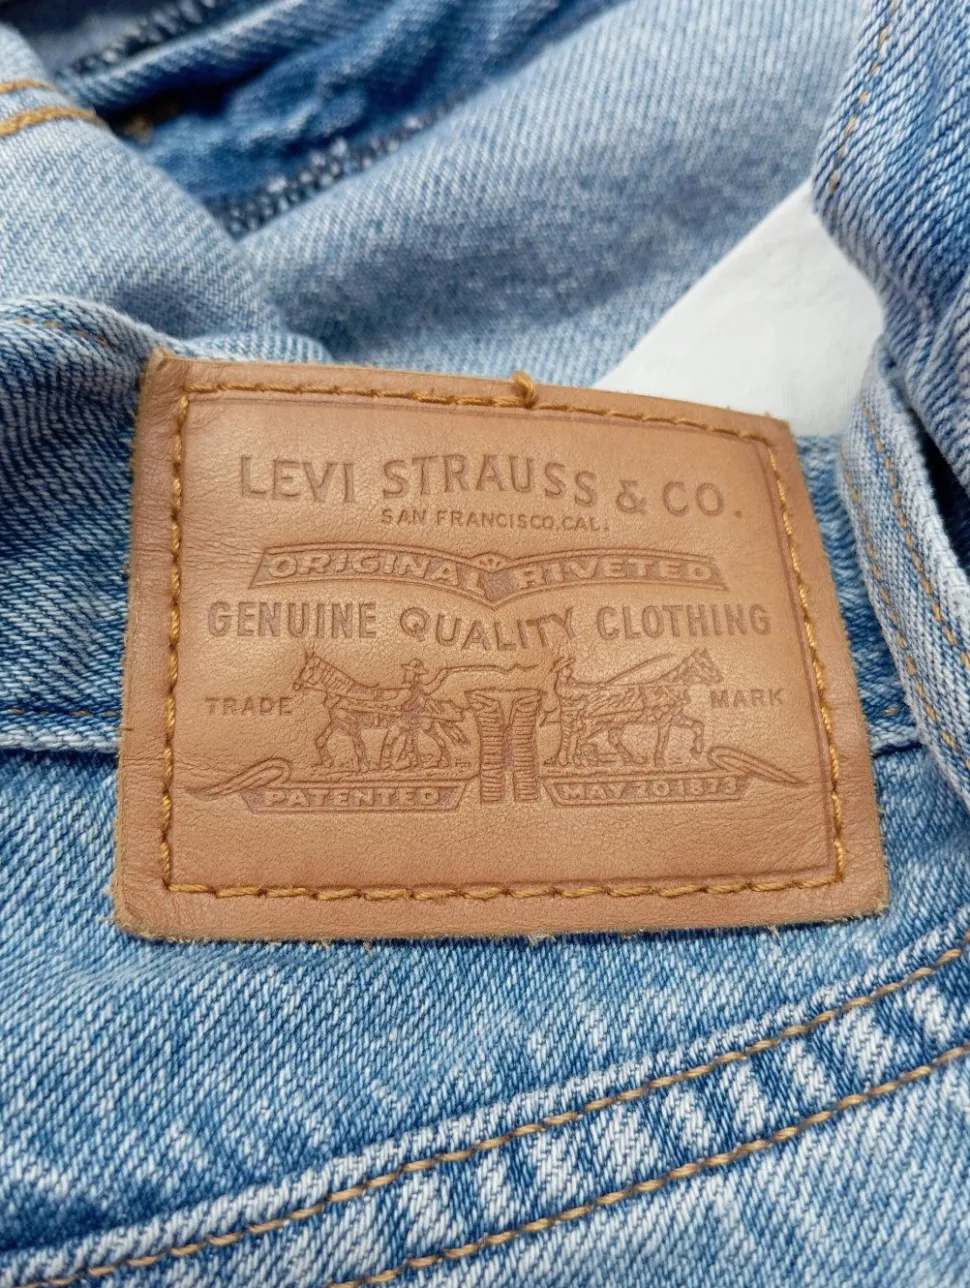 LEVI STRAUSS & CO.
SAN FRANCISCO, CAL.
ORIGINAL RIVETED
GENUINE QUALITY CLOTHING
TRADE MARK
PATENTED MAY 20 1873